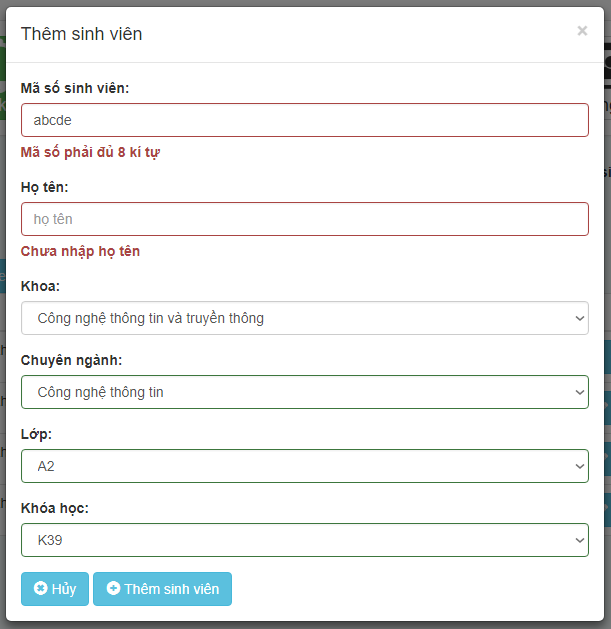 Thêm sinh viên
×
Mã số sinh viên:
abcde
Mã số phải đủ 8 kí tự
Họ tên:
họ tên
Chưa nhập họ tên
Khoa:
Công nghệ thông tin và truyền thông
Chuyên ngành:
Công nghệ thông tin
Lớp:
A2
Khóa học:
K39
Hủy Thêm sinh viên